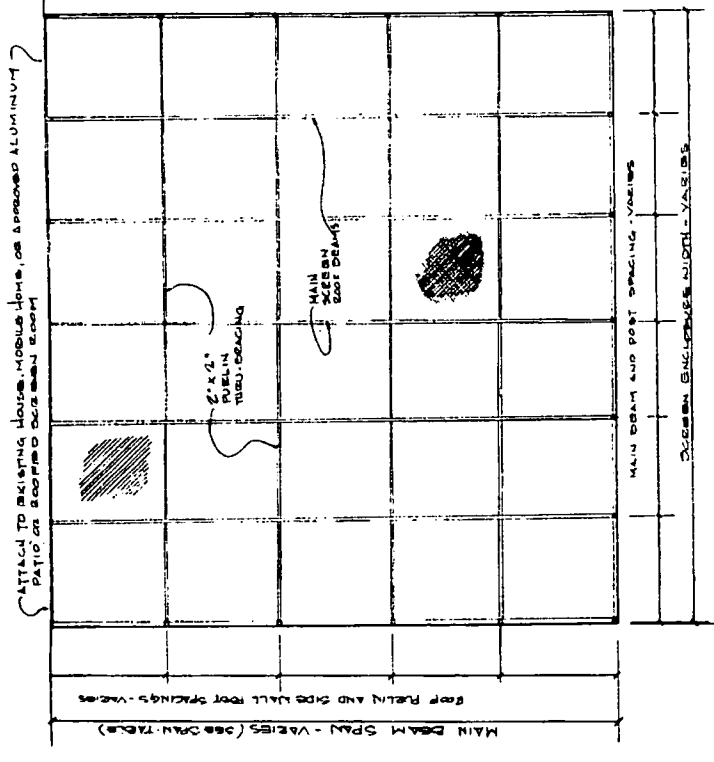 ATTACH TO EXISTING HOUSE, MOBILE HOME, OR APPROVED ALUMINUM
PATIO OR ROOFED SCREEN ROOM
2" X 2"
PURLIN
THRU-BRACING
MAIN
SCREEN
ROOF BEAMS
MAIN BEAM AND POST SPACING - VARIES
SCREEN ENCLOSURE WIDTH - VARIES
ROOF PURLIN AND SIDE WALL POST SPACINGS - VARIES
MAIN BEAM SPAN - VARIES (SEE SPAN TABLE)